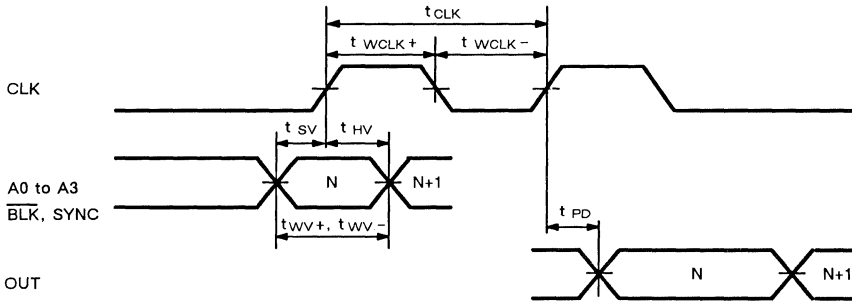 t CLK
t WCLK + t WCLK −
CLK
t SV t HV
A0 to A3
BLK, SYNC
N N+1
t WV +, t WV −
t PD
OUT
N N+1